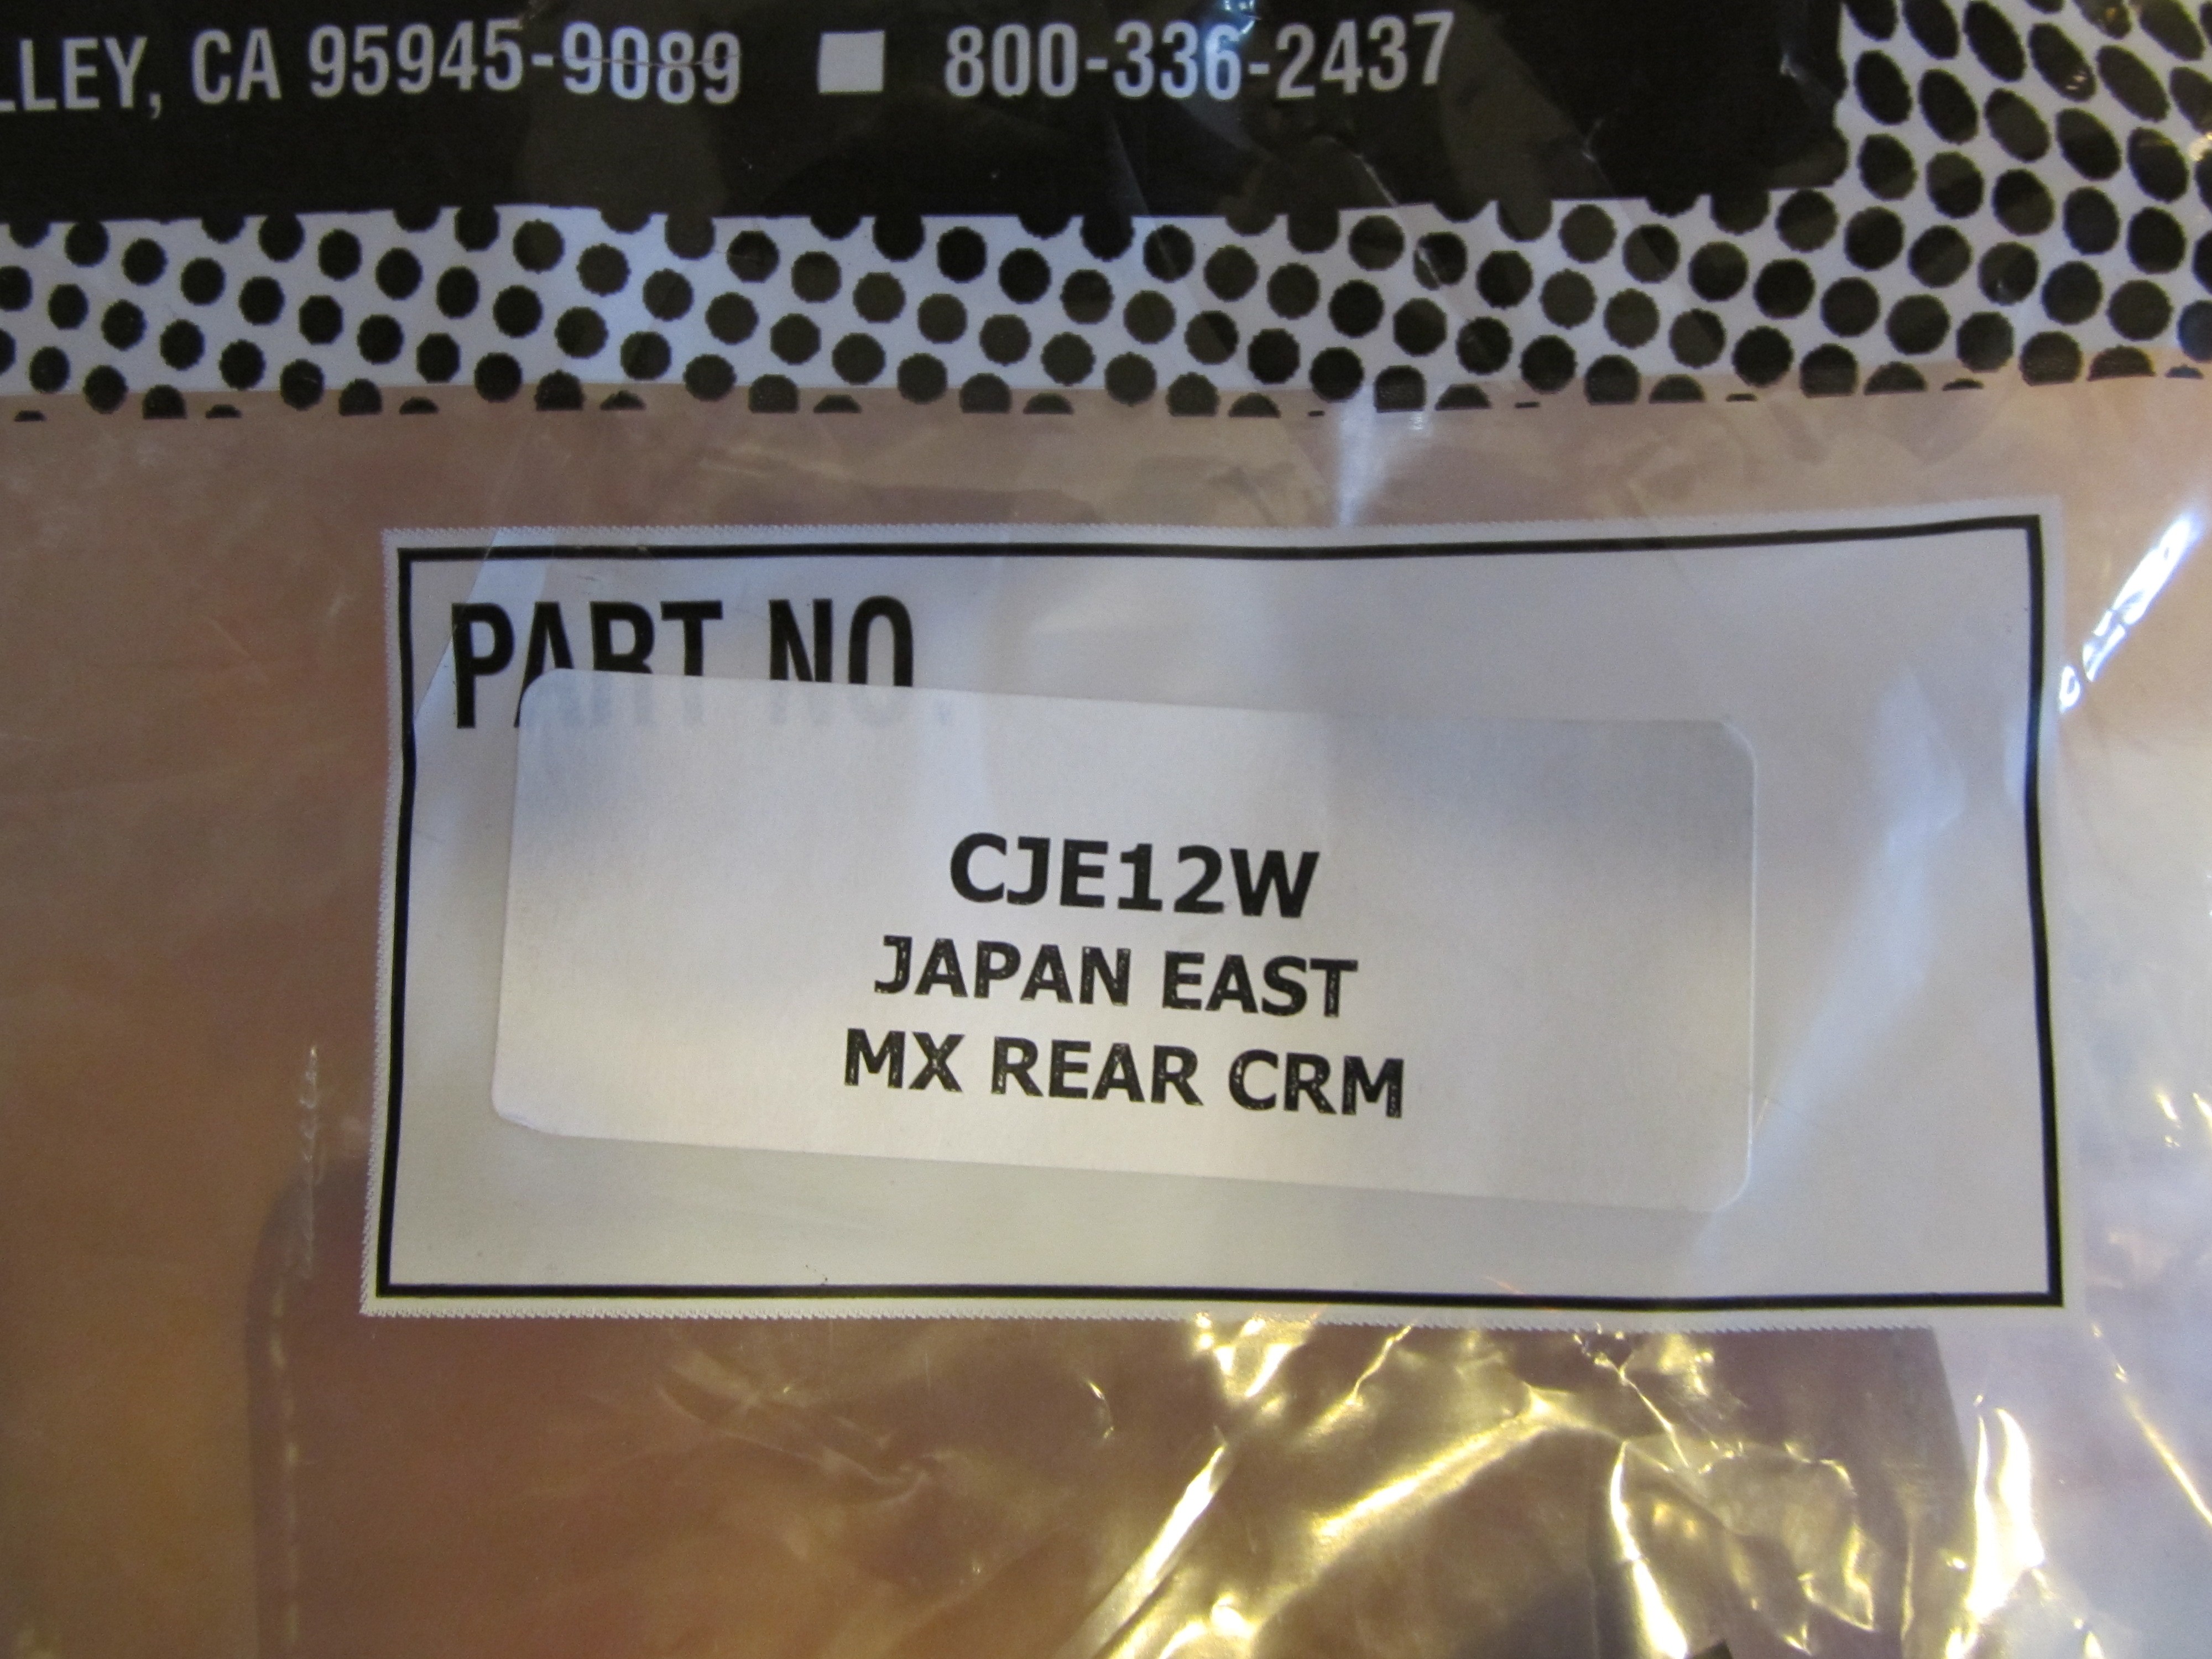 LLEY, CA 95945-9089 ■ 800-336-2437
PART NO.
CJE12W
JAPAN EAST
MX REAR CRM